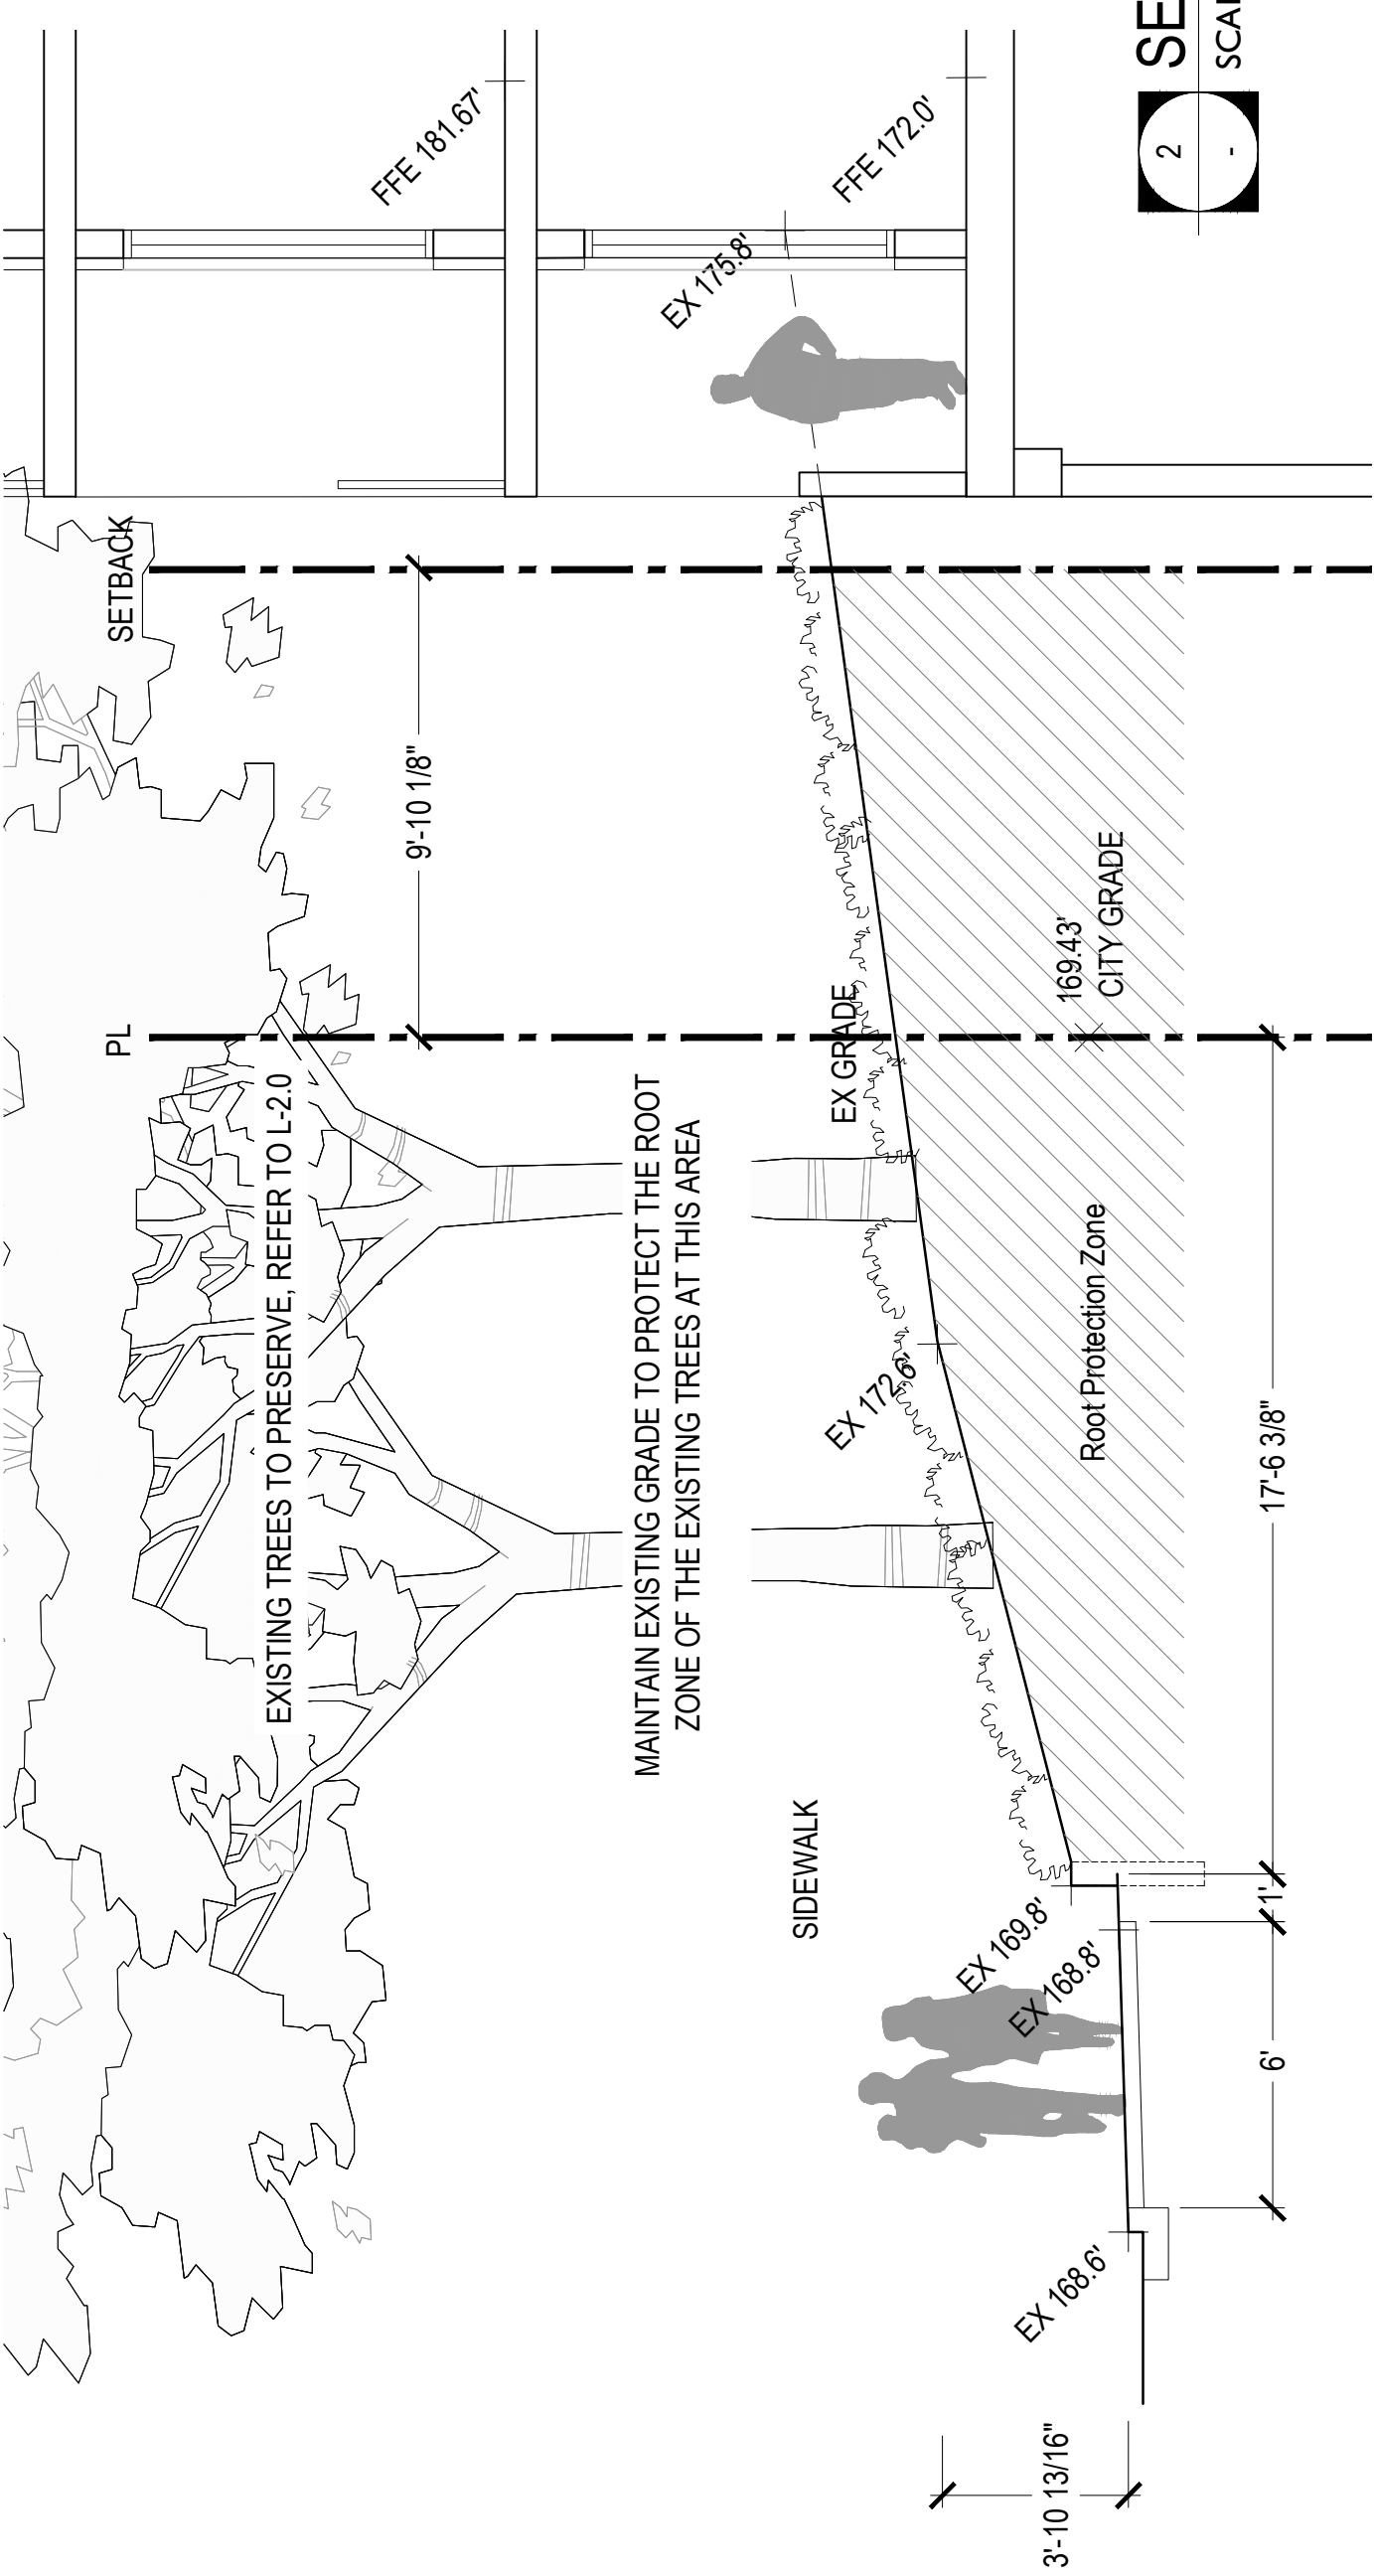 SETBACK
PL
EXISTING TREES TO PRESERVE, REFER TO L-2.0
9'-10 1/8"
FFE 181.67'
MAINTAIN EXISTING GRADE TO PROTECT THE ROOT
ZONE OF THE EXISTING TREES AT THIS AREA
EX 175.8'
SIDEWALK
EX GRADE
EX 172.6'
FFE 172.0'
EX 169.8'
EX 168.8'
EX 168.6'
3'-10 13/16"
169.43'
CITY GRADE
Root Protection Zone
6'
1'
17'-6 3/8"
2
-
SE
SCA